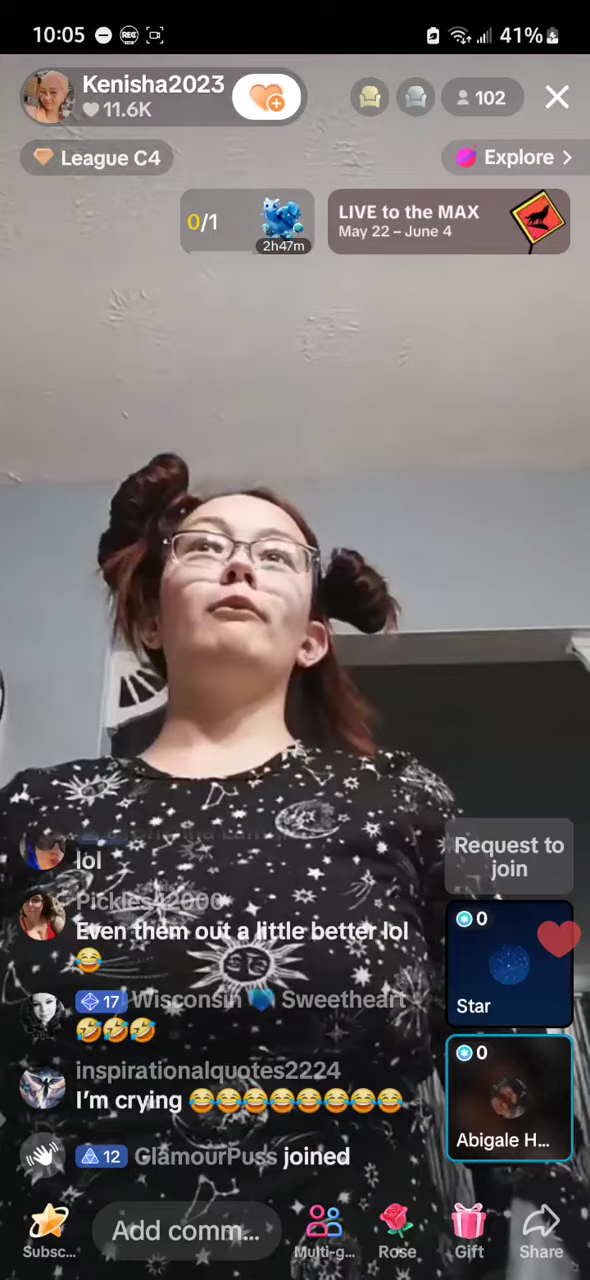 10:05
REC
41%
Kenisha2023
11.6K
102
League C4
Explore >
0/1
2h47m
LIVE to the MAX
May 22 – June 4
lol
Pickles42000
Even them out a little better lol
😂
17 Wisconsin 💙 Sweetheart
🤣🤣🤣
inspirationalquotes2224
I'm crying 😂😂😂😂😂😂😂😂
12 GlamourPuss joined
Request to
join
0
Star
0
Abigale H...
Add comm...
Subsc...
Multi-g...
Rose
Gift
Share